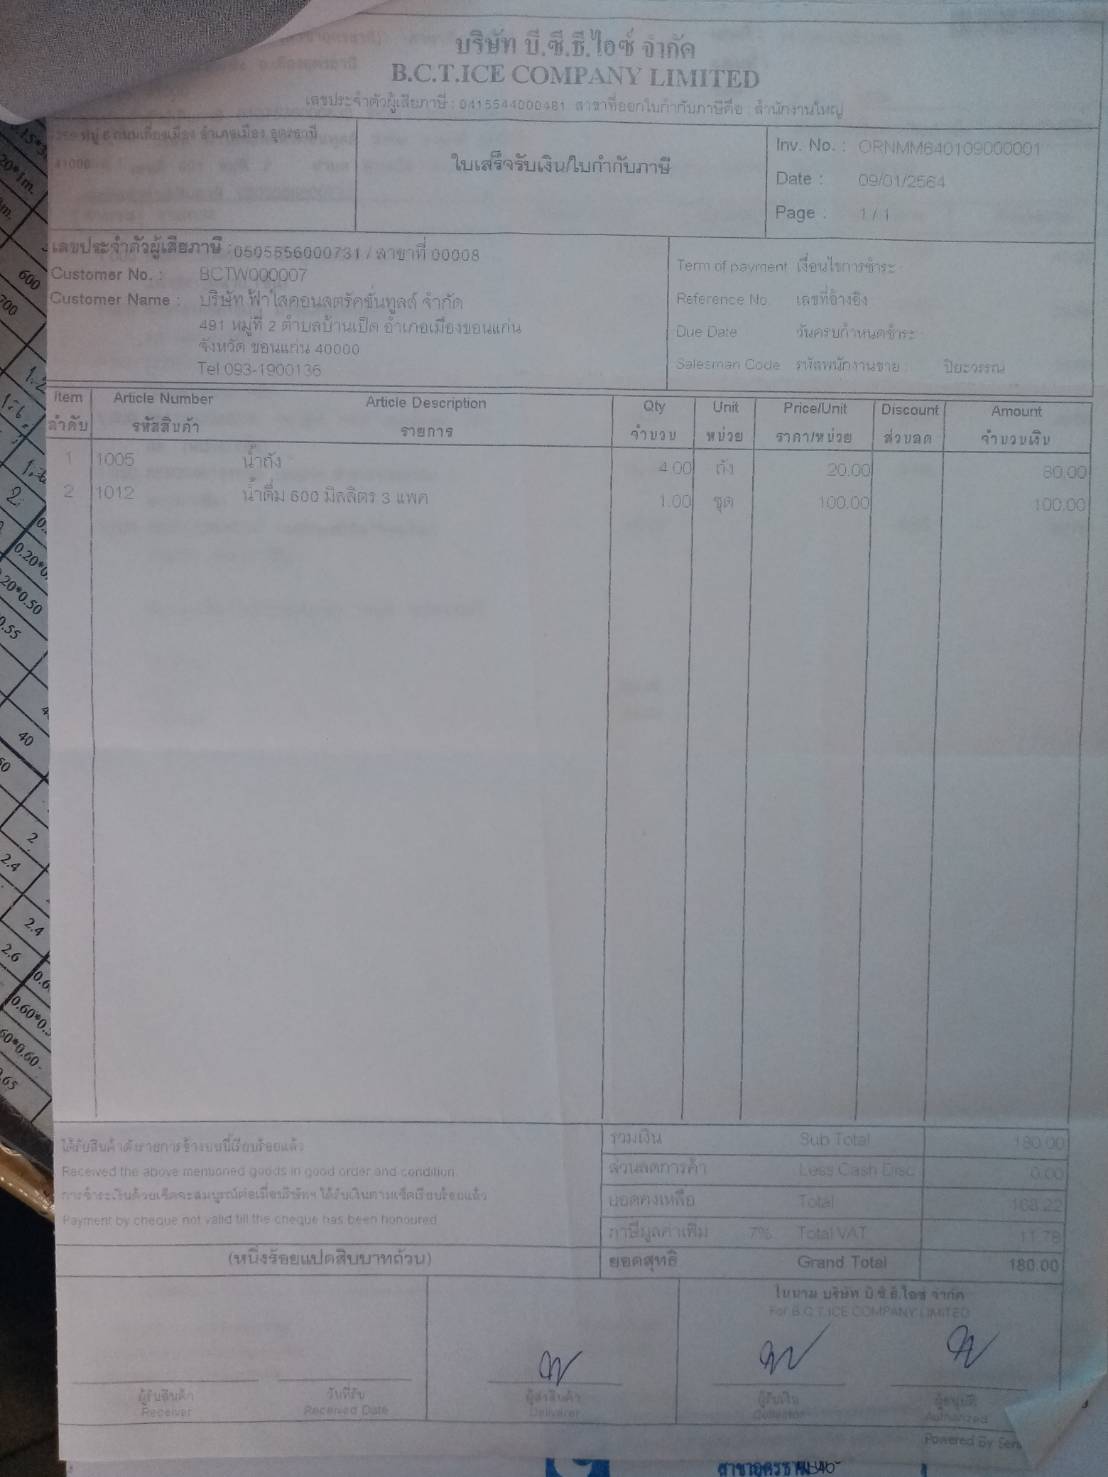 บริษัท บี.ซี.ธี.ไอซ์ จำกัด
B.C.T.ICE COMPANY LIMITED
เลขประจำตัวผู้เสียภาษี : 0415544000481 สาขาที่ออกใบกำกับภาษีคือ : สำนักงานใหญ่
หมู่ 6 ถนนเลี่ยงเมือง อำเภอเมือง อุดรธานี
41000
ใบเสร็จรับเงิน/ใบกำกับภาษี
Inv. No. : ORNMM640109000001
Date : 09/01/2564
Page : 1 / 1
เลขประจำตัวผู้เสียภาษี :0505556000731 / สาขาที่ 00008
Customer No. : BCTW000007
Customer Name : บริษัท ฟ้าใสคอนสตรัคชั่นทูลส์ จำกัด
491 หมู่ที่ 2 ตำบลบ้านเป็ด อำเภอเมืองขอนแก่น
จังหวัด ขอนแก่น 40000
Tel 093-1900136
Term of payment เงื่อนไขการชำระ
Reference No. เลขที่อ้างอิง
Due Date วันครบกำหนดชำระ
Salesman Code รหัสพนักงานขาย ปิยะวรรณ
Item Article Number Article Description Qty Unit Price/Unit Discount Amount
ลำดับ รหัสสินค้า รายการ จำนวน หน่วย ราคา/หน่วย ส่วนลด จำนวนเงิน
1 1005 น้ำถัง 4.00 ถัง 20.00 80.00
2 1012 น้ำดื่ม 600 มิลลิตร 3 แพค 1.00 ชุด 100.00 100.00
ได้รับสินค้าดังรายการข้างบนนี้เรียบร้อยแล้ว
Received the above mentioned goods in good order and condition
การชำระเงินด้วยเช็คจะสมบูรณ์ต่อเมื่อบริษัทฯ ได้รับเงินตามเช็คเรียบร้อยแล้ว
Payment by cheque not valid till the cheque has been honoured
รวมเงิน Sub Total 180.00
ส่วนลดการค้า Less Cash Disc 0.00
ยอดคงเหลือ Total 168.22
ภาษีมูลค่าเพิ่ม 7% Total VAT 11.78
(หนึ่งร้อยแปดสิบบาทถ้วน)
ยอดสุทธิ Grand Total 180.00
ในนาม บริษัท บี.ซี.ธี.ไอซ์ จำกัด
For B.C.T.ICE COMPANY LIMITED
ผู้รับสินค้า วันที่รับ ผู้ส่งสินค้า ผู้รับเงิน ผู้อนุมัติ
Receiver Received Date Deliverer Collector Authorized
Powered By